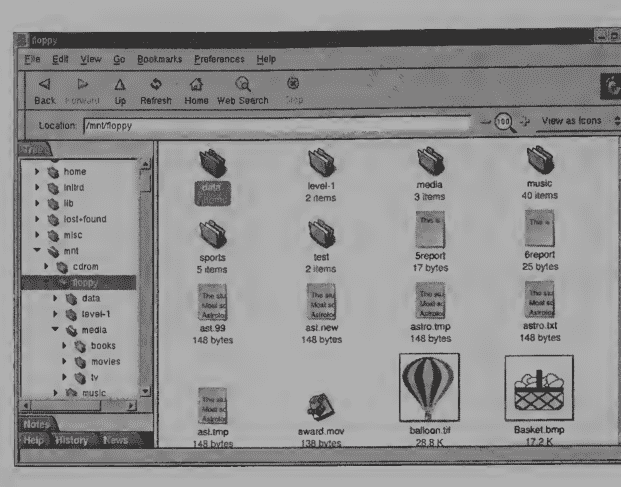 floppy
File Edit View Go Bookmarks Preferences Help
Back Forward Up Refresh Home Web Search Stop
Location: /mnt/floppy 100 View as Icons
home
initrd
lib
lost+found
misc
mnt
cdrom
floppy
data
level-1
media
books
movies
tv
music
Notes
Help History News
data level-1 media music
2 items 3 items 40 items
sports test 5report 6report
5 items 2 items 17 bytes 25 bytes
This is This is
ast.99 ast.new astro.tmp astro.txt
148 bytes 148 bytes 148 bytes 148 bytes
ast.tmp award.mov balloon.tif Basket.bmp
148 bytes 138 bytes 28.8 K 17.2 K